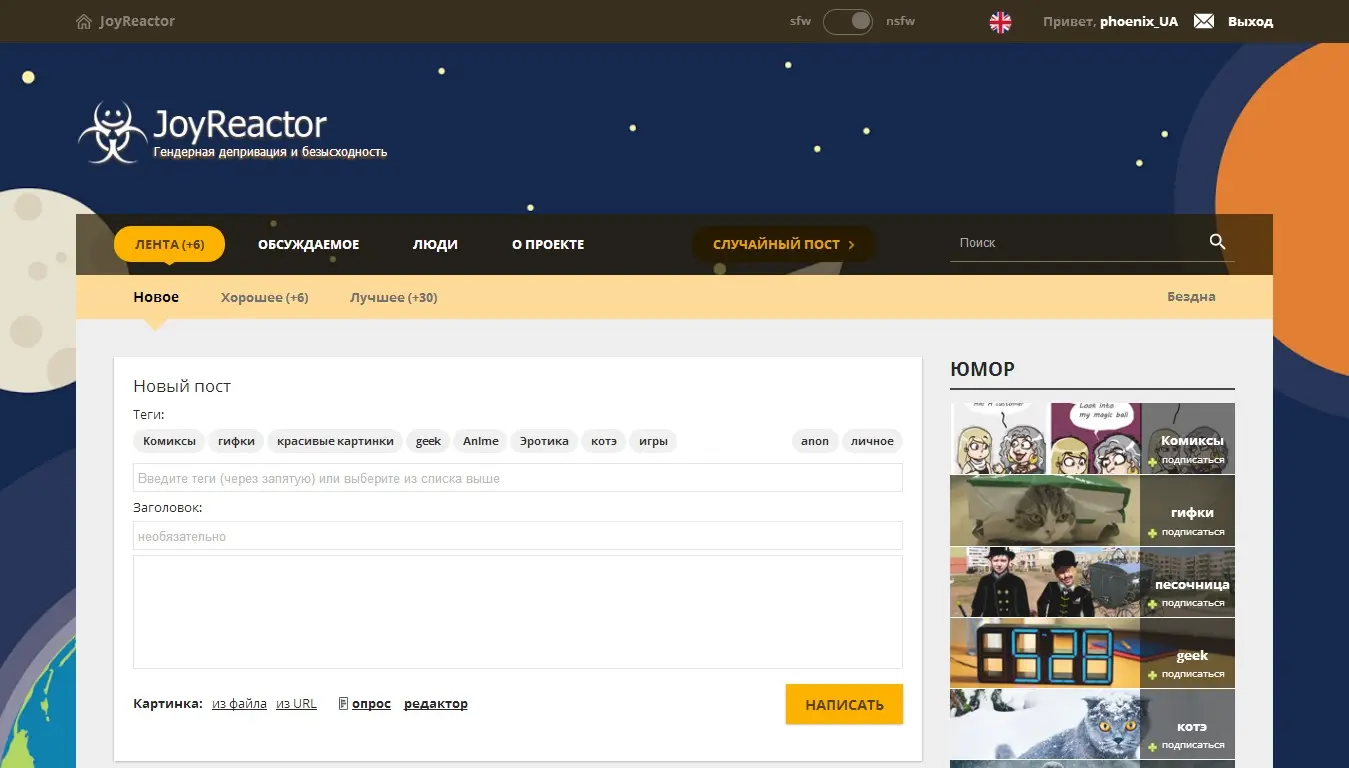 JoyReactor
sfw nsfw Привет, phoenix_UA Выход
JoyReactor
Гендерная депривация и безысходность
ЛЕНТА (+6) ОБСУЖДАЕМОЕ ЛЮДИ О ПРОЕКТЕ СЛУЧАЙНЫЙ ПОСТ Поиск
Новое Хорошее (+6) Лучшее (+30) Бездна
Новый пост
Теги:
Комиксы гифки красивые картинки geek Anime Эротика котэ игры anon личное
Введите теги (через запятую) или выберите из списка выше
Заголовок:
необязательно
Картинка: из файла из URL опрос редактор НАПИСАТЬ
ЮМОР
Look into
my magic ball
Комиксы
подписаться
гифки
подписаться
песочница
подписаться
geek
подписаться
котэ
подписаться